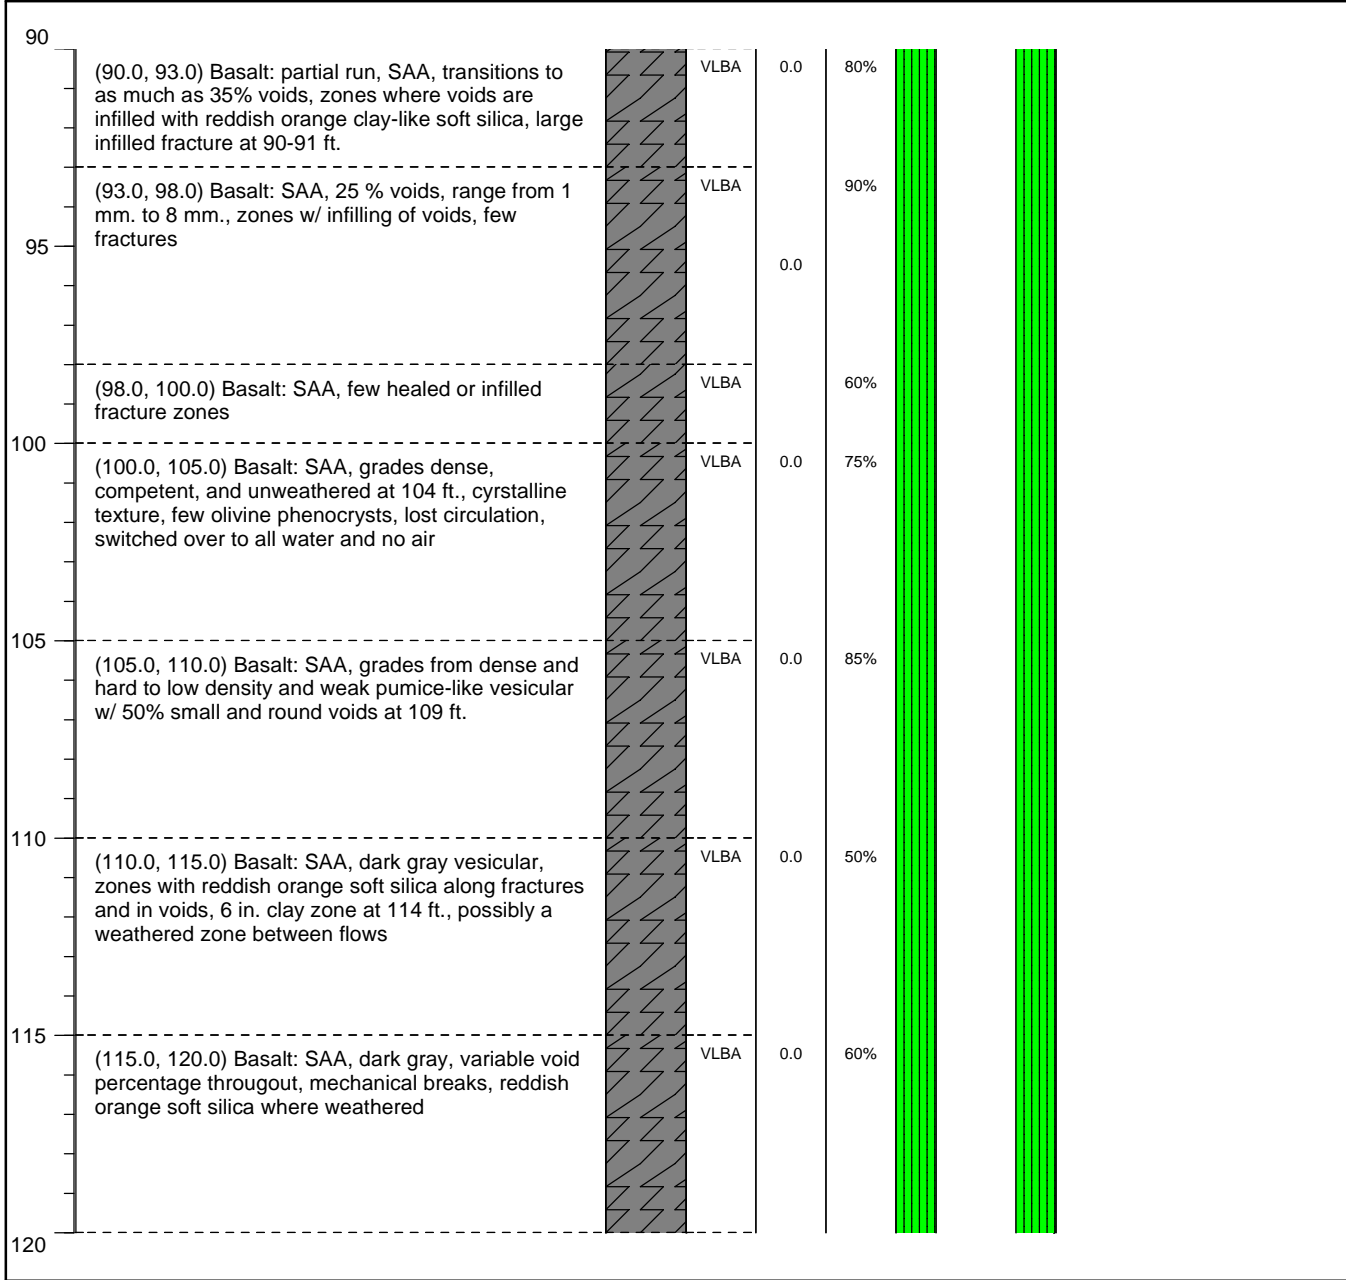 90
(90.0, 93.0) Basalt: partial run, SAA, transitions to
as much as 35% voids, zones where voids are
infilled with reddish orange clay-like soft silica, large
infilled fracture at 90-91 ft.
VLBA 0.0 80%
(93.0, 98.0) Basalt: SAA, 25 % voids, range from 1
mm. to 8 mm., zones w/ infilling of voids, few
fractures
VLBA 90%
95
0.0
(98.0, 100.0) Basalt: SAA, few healed or infilled
fracture zones
VLBA 60%
100
(100.0, 105.0) Basalt: SAA, grades dense,
competent, and unweathered at 104 ft., cyrstalline
texture, few olivine phenocrysts, lost circulation,
switched over to all water and no air
VLBA 0.0 75%
105
(105.0, 110.0) Basalt: SAA, grades from dense and
hard to low density and weak pumice-like vesicular
w/ 50% small and round voids at 109 ft.
VLBA 0.0 85%
110
(110.0, 115.0) Basalt: SAA, dark gray vesicular,
zones with reddish orange soft silica along fractures
and in voids, 6 in. clay zone at 114 ft., possibly a
weathered zone between flows
VLBA 0.0 50%
115
(115.0, 120.0) Basalt: SAA, dark gray, variable void
percentage througout, mechanical breaks, reddish
orange soft silica where weathered
VLBA 0.0 60%
120